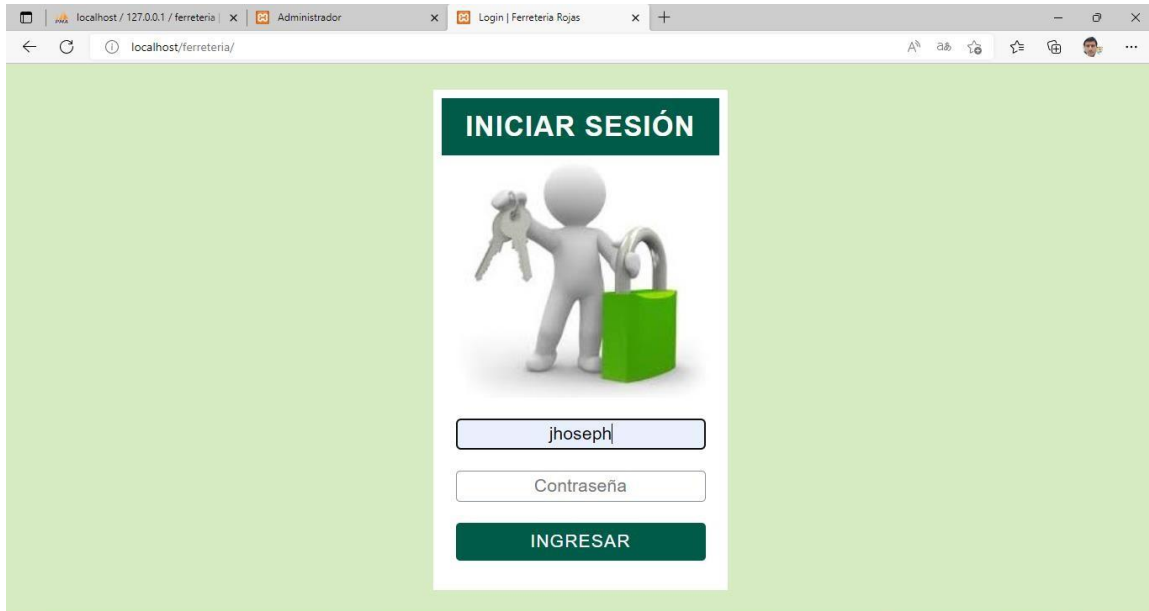 localhost / 127.0.0.1 / ferreteria |
Administrador
Login | Ferreteria Rojas
localhost/ferreteria/
INICIAR SESIÓN
jhoseph
Contraseña
INGRESAR